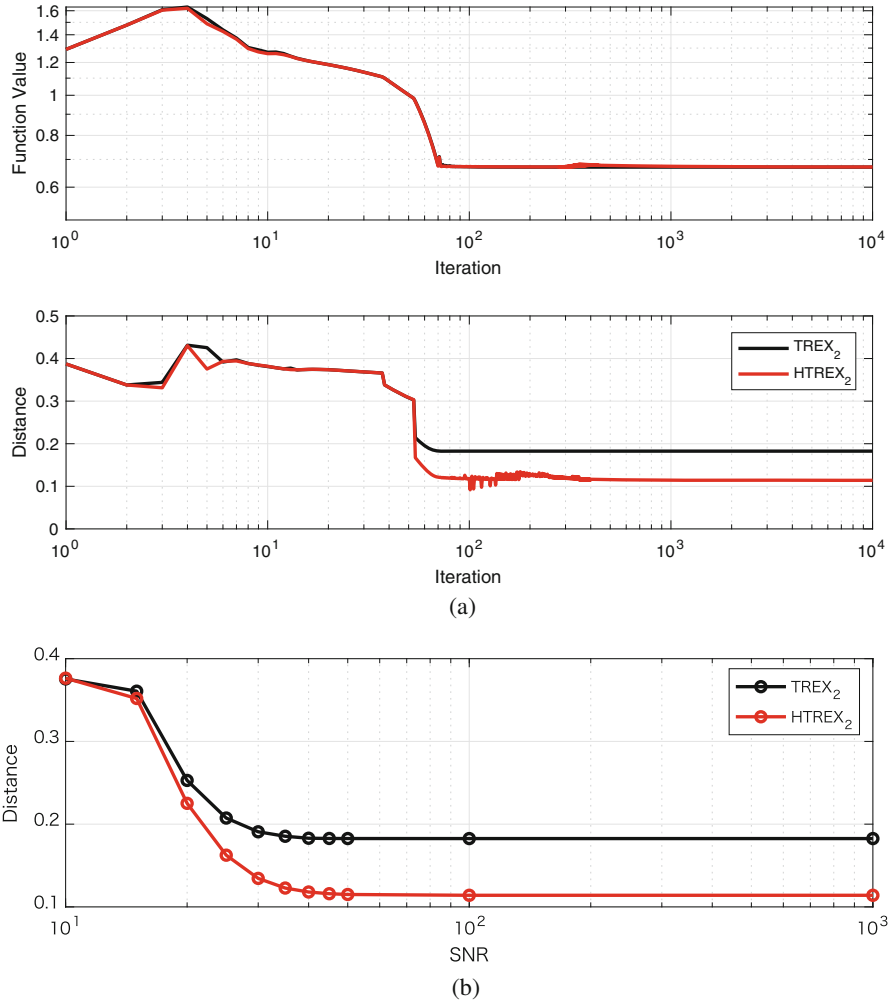 1.6
1.4
1.2
1
0.8
0.6
Function Value
10^0 10^1 10^2 10^3 10^4
Iteration
0.5
0.4
0.3
0.2
0.1
0
Distance
TREX_2
HTREX_2
10^0 10^1 10^2 10^3 10^4
Iteration
(a)
0.4
0.3
0.2
0.1
Distance
TREX_2
HTREX_2
10^1 10^2 10^3
SNR
(b)